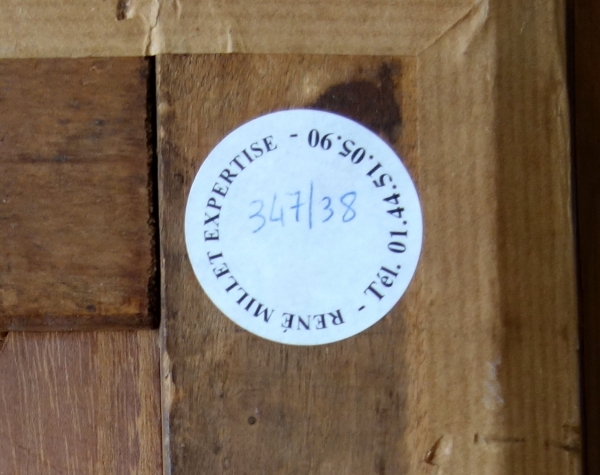 RENÉ MILLET EXPERTISE - Tél. 01.44.51.05.90 -
347/38